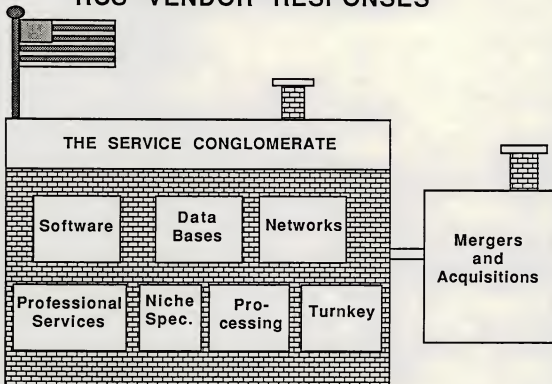 RCS VENDOR RESPONSES
THE SERVICE CONGLOMERATE
Software
Data
Bases
Networks
Professional
Services
Niche
Spec.
Pro-
cessing
Turnkey
Mergers
and
Acquisitions